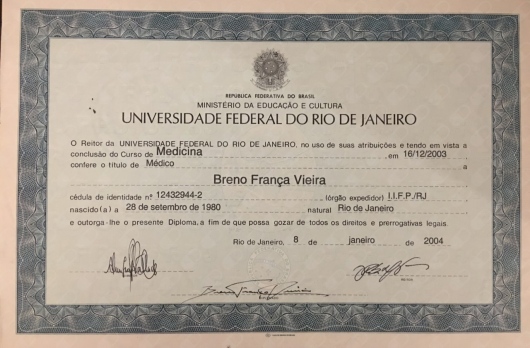 REPÚBLICA FEDERATIVA DO BRASIL
MINISTÉRIO DA EDUCAÇÃO E CULTURA
UNIVERSIDADE FEDERAL DO RIO DE JANEIRO
O Reitor da UNIVERSIDADE FEDERAL DO RIO DE JANEIRO, no uso de suas atribuições e tendo em vista a
conclusão do Curso de Medicina , em 16/12/2003
confere o título de Médico a
Breno França Vieira
cédula de identidade nº 12432944-2 (órgão expedidor) I.I.F.P./RJ
nascido(a) a 28 de setembro de 1980 natural Rio de Janeiro
e outorga-lhe o presente Diploma, a fim de que possa gozar de todos os direitos e prerrogativas legais.
Rio de Janeiro, 8 de janeiro de 2004
Breno França Vieira